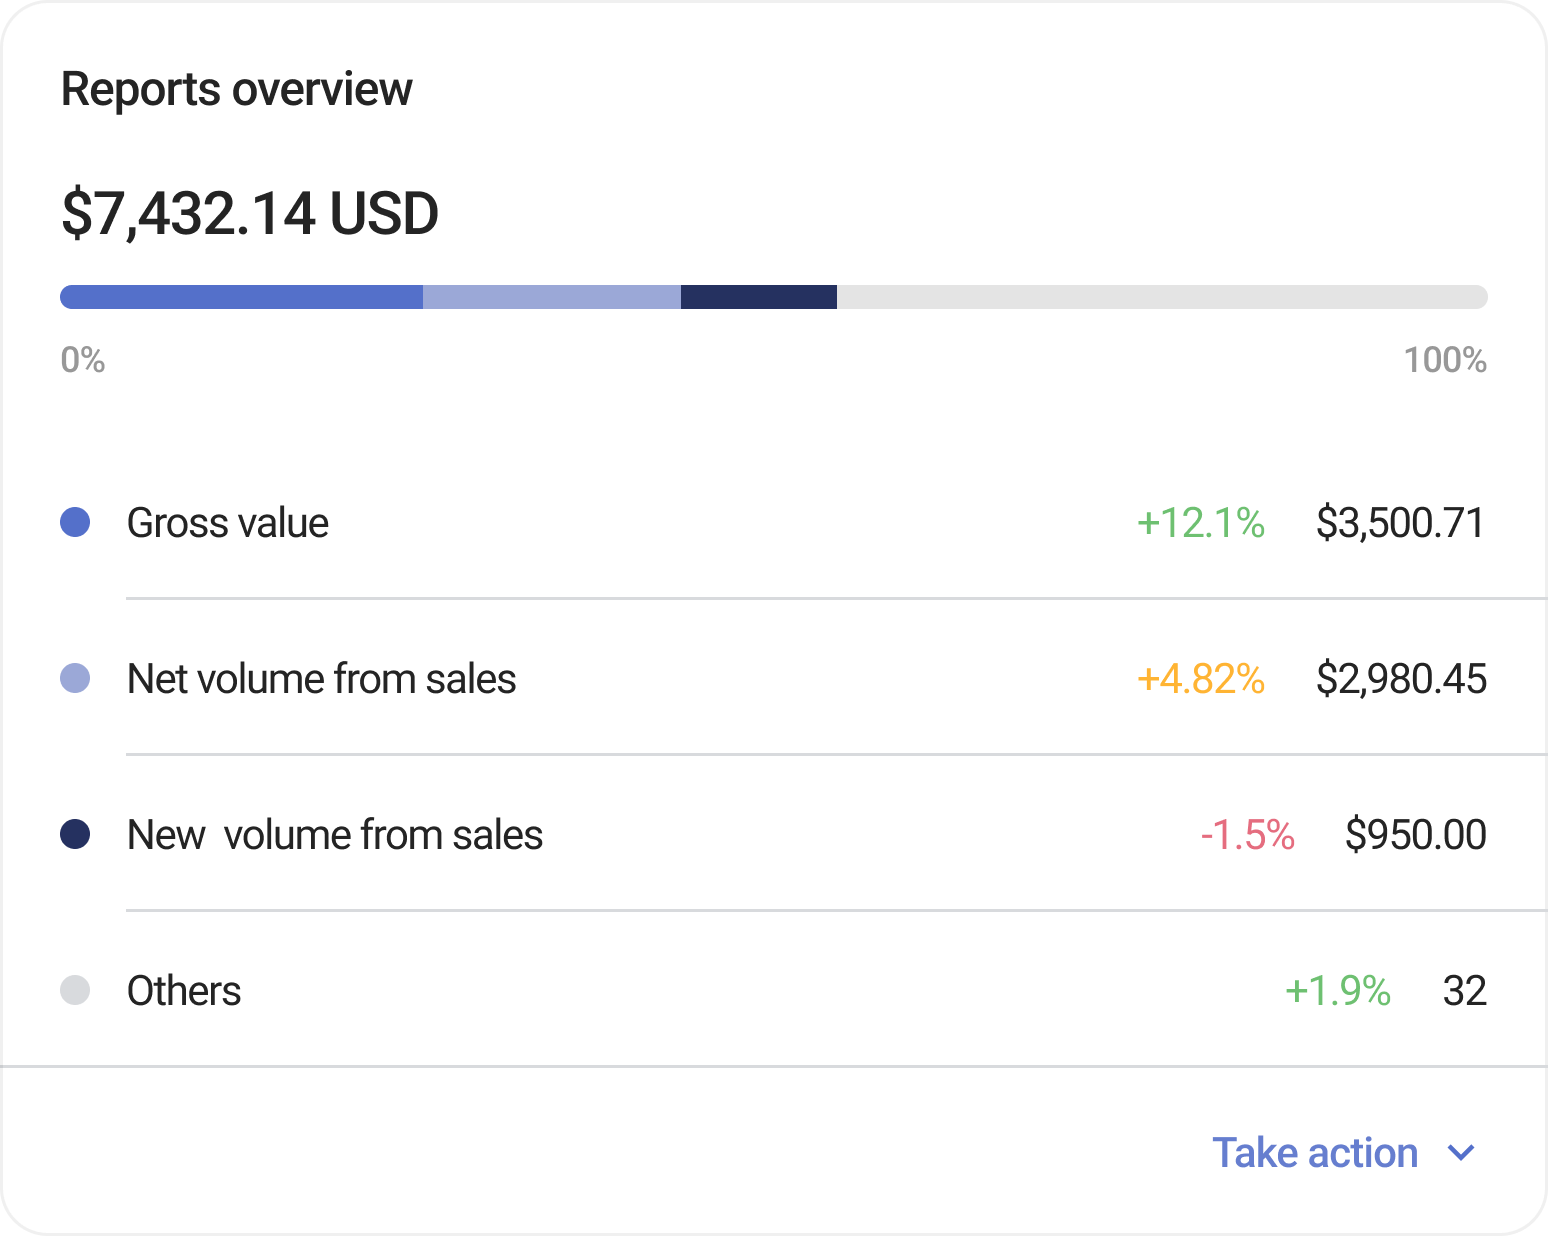 Reports overview
$7,432.14 USD
0% 100%
Gross value +12.1% $3,500.71
Net volume from sales +4.82% $2,980.45
New  volume from sales -1.5% $950.00
Others +1.9% 32
Take action